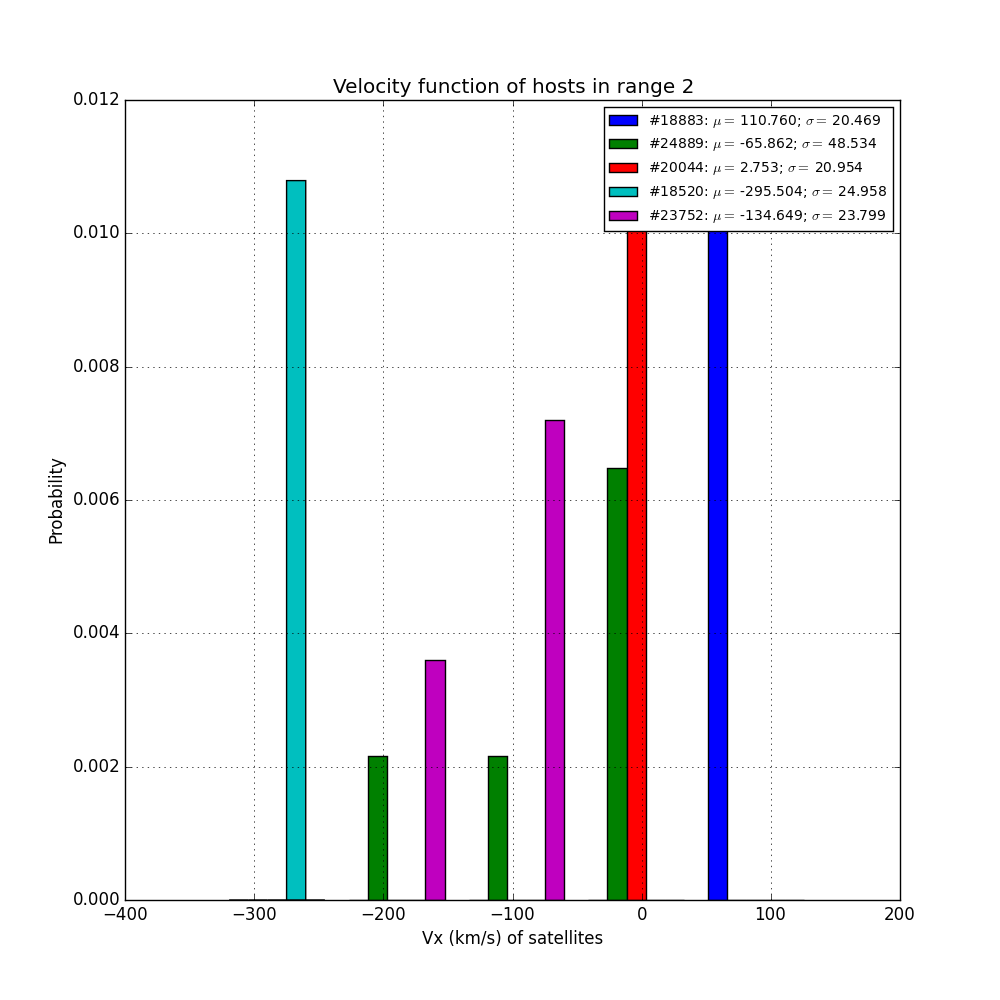 Velocity function of hosts in range 2
#18883: μ = 110.760; σ = 20.469
#24889: μ = -65.862; σ = 48.534
#20044: μ = 2.753; σ = 20.954
#18520: μ = -295.504; σ = 24.958
#23752: μ = -134.649; σ = 23.799
0.012
0.010
0.008
0.006
0.004
0.002
0.000
Probability
−400 −300 −200 −100 0 100 200
Vx (km/s) of satellites